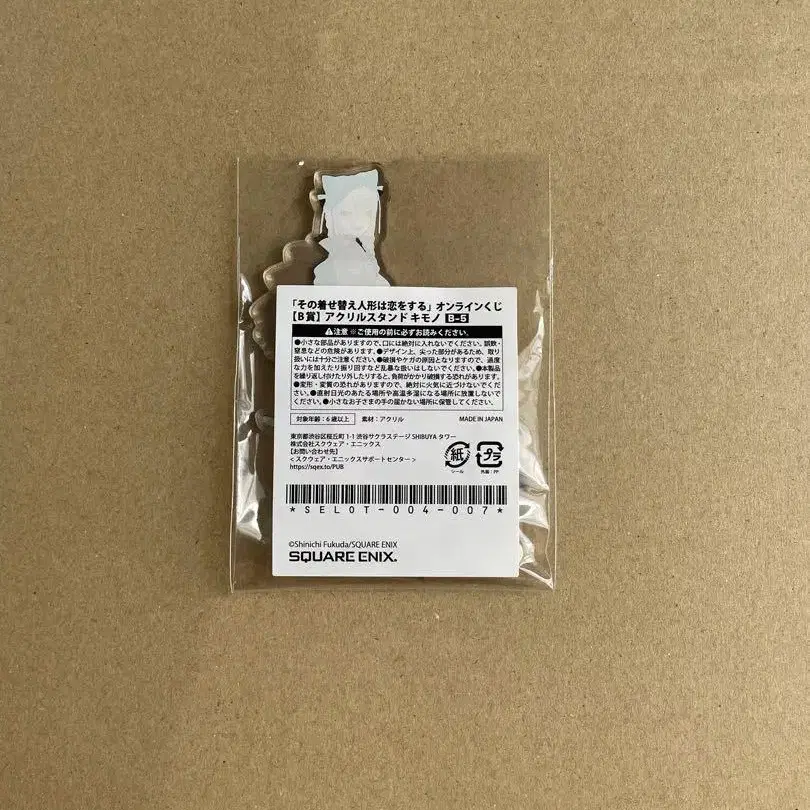 「その着せ替え人形は恋をする」オンラインくじ
【B賞】アクリルスタンド キモノ B-5
注意 ※ご使用の前に必ずお読みください。
●小さな部品がありますので、口には絶対に入れないでください。誤飲・
窒息などの危険があります。●デザイン上、尖った部分があるため、取り
扱いには十分ご注意ください。●破損やケガの原因となりますので、過度
な力を加えたり振り回すなど乱暴な扱いはしないでください。●本製品
を繰り返し付けたり外したりすると、負荷がかかり破損する恐れがあります。
●変形・変質の恐れがありますので、絶対に火気に近づけないでくだ
さい。●直射日光のあたる場所や高温多湿になる場所に放置しないで
ください。●小さなお子さまの手の届かない場所に保管してください。
対象年齢:6歳以上 素材:アクリル MADE IN JAPAN
東京都渋谷区桜丘町1-1 渋谷サクラステージ SHIBUYA タワー
株式会社スクウェア・エニックス
【お問い合わせ先】
<スクウェア・エニックスサポートセンター>
https://sqex.to/PUB
紙
シール
プラ
外装:PP
*SELOT-004-007*
©Shinichi Fukuda/SQUARE ENIX
SQUARE ENIX.